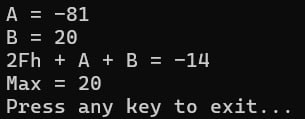 A = -81
B = 20
2Fh + A + B = -14
Max = 20
Press any key to exit...